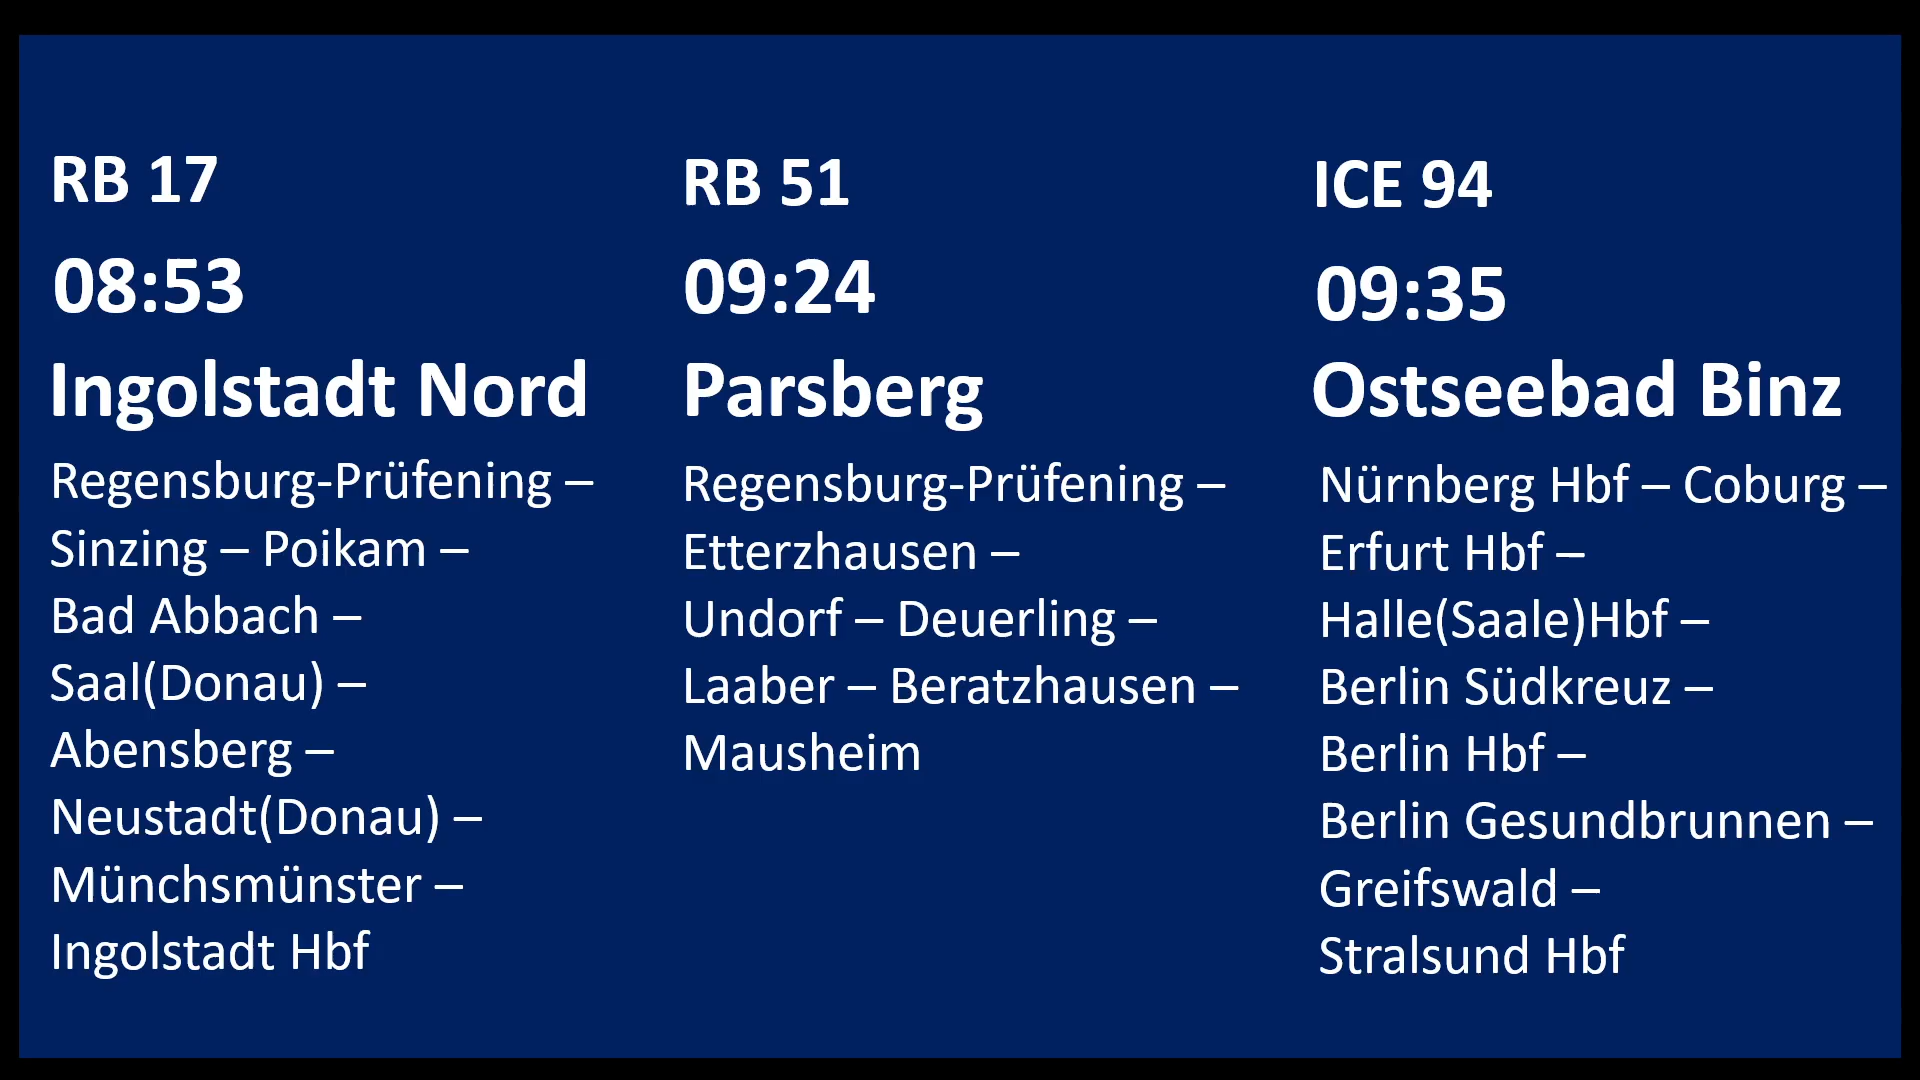 RB 17
08:53
Ingolstadt Nord
Regensburg-Prüfening –
Sinzing – Poikam –
Bad Abbach –
Saal(Donau) –
Abensberg –
Neustadt(Donau) –
Münchsmünster –
Ingolstadt Hbf
RB 51
09:24
Parsberg
Regensburg-Prüfening –
Etterzhausen –
Undorf – Deuerling –
Laaber – Beratzhausen –
Mausheim
ICE 94
09:35
Ostseebad Binz
Nürnberg Hbf – Coburg –
Erfurt Hbf –
Halle(Saale)Hbf –
Berlin Südkreuz –
Berlin Hbf –
Berlin Gesundbrunnen –
Greifswald –
Stralsund Hbf